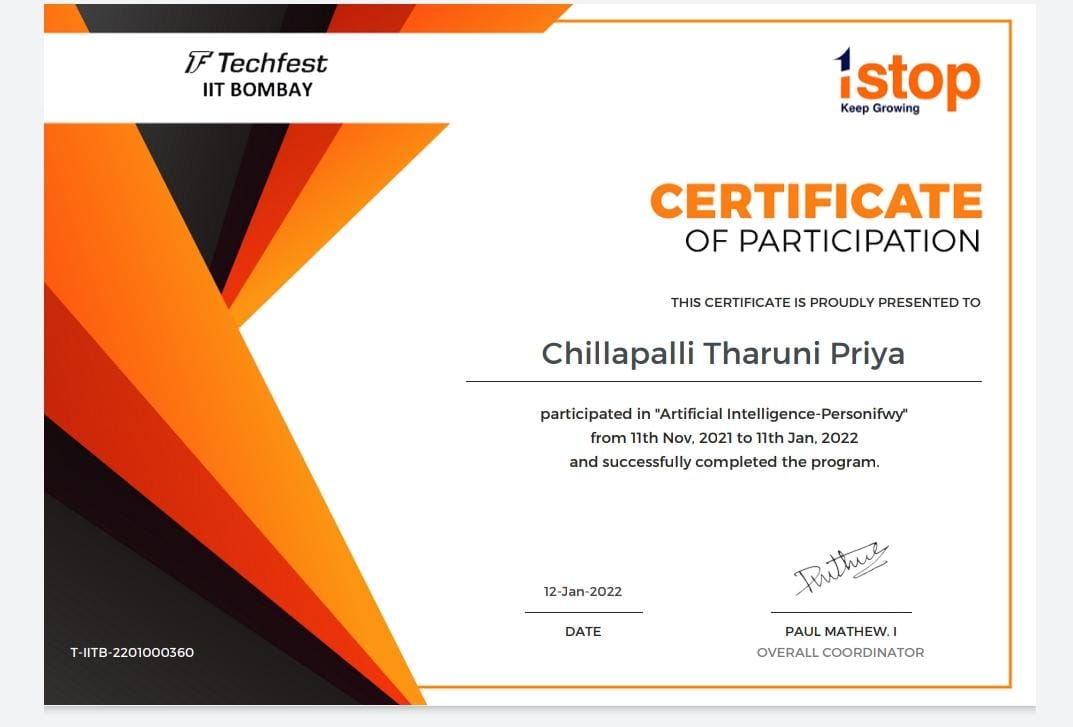 Techfest
IIT BOMBAY
1stop
Keep Growing
CERTIFICATE
OF PARTICIPATION
THIS CERTIFICATE IS PROUDLY PRESENTED TO
Chillapalli Tharuni Priya
participated in "Artificial Intelligence-Personifwy"
from 11th Nov, 2021 to 11th Jan, 2022
and successfully completed the program.
12-Jan-2022
DATE
PAUL MATHEW. I
OVERALL COORDINATOR
T-IITB-2201000360